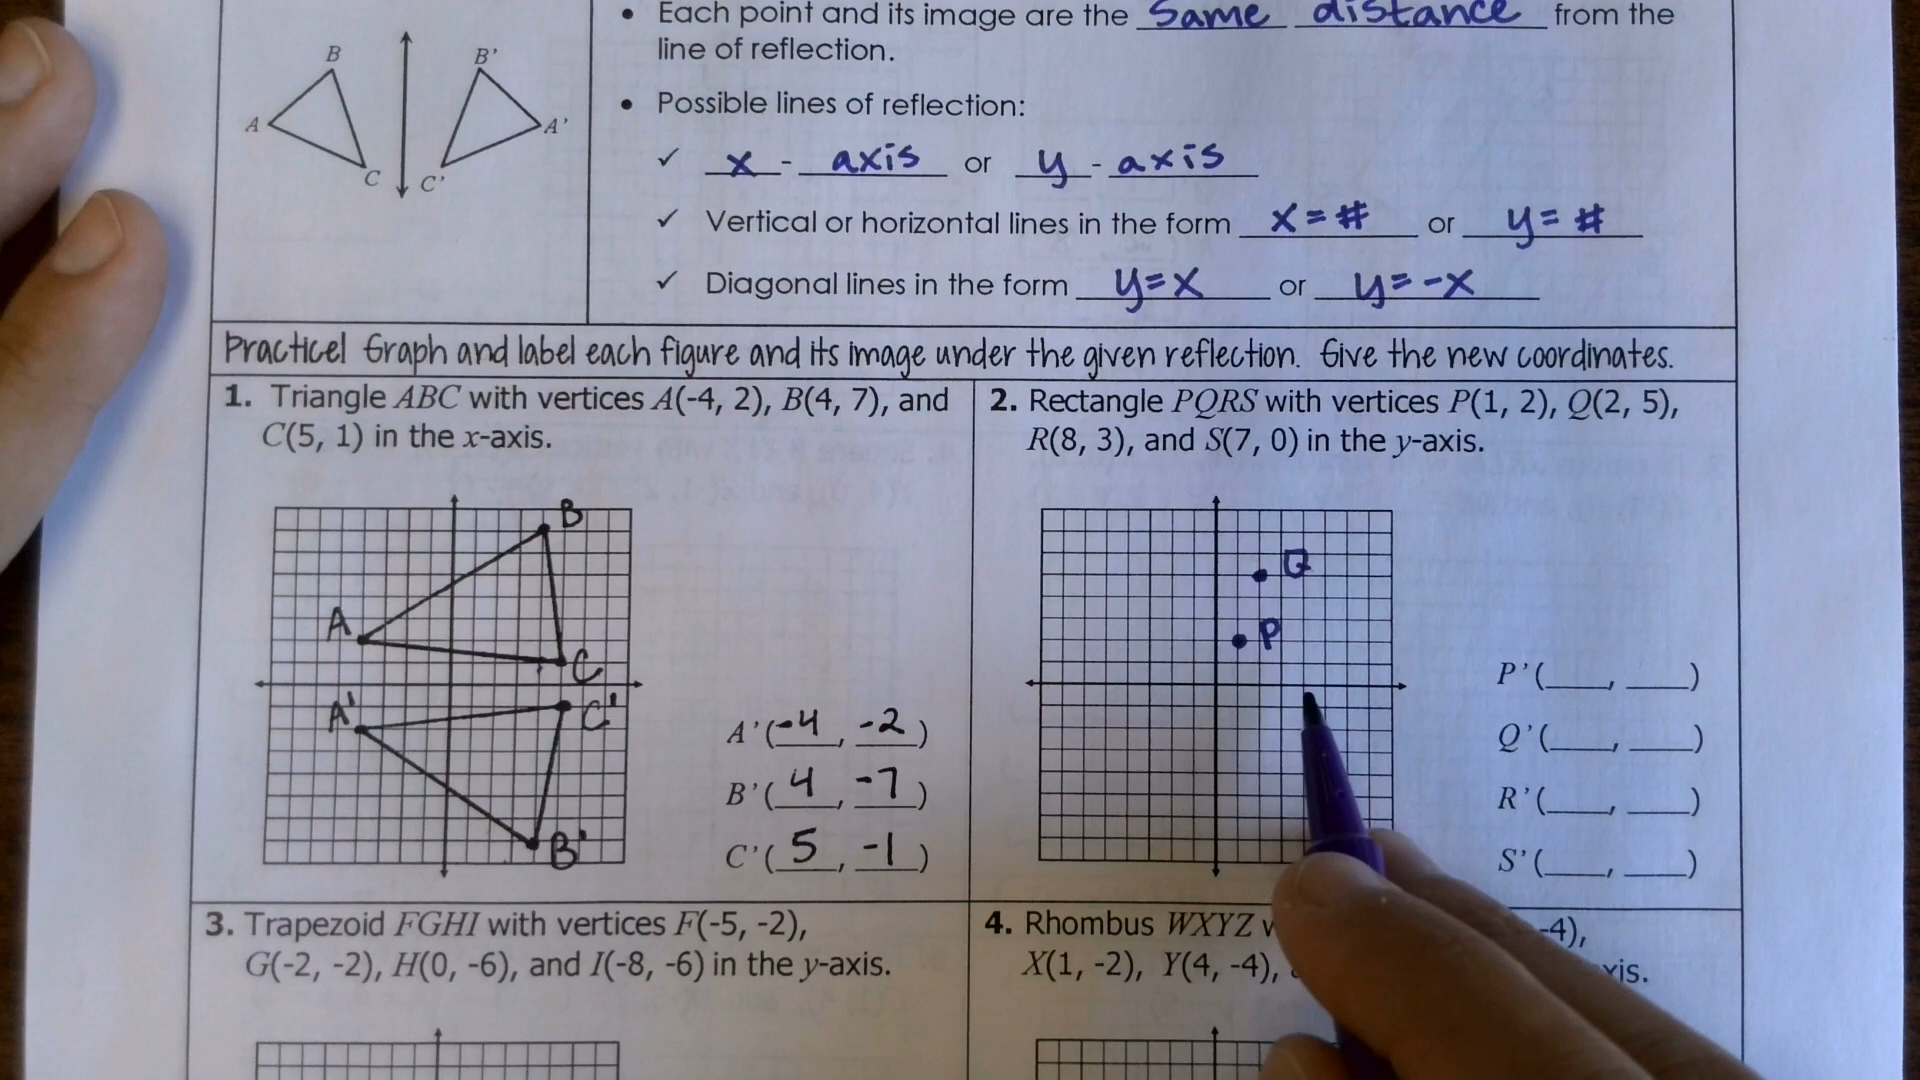 • Each point and its image are the same distance from the
line of reflection.
• Possible lines of reflection:
✓ x - axis or y - axis
✓ Vertical or horizontal lines in the form x = # or y = #
✓ Diagonal lines in the form y = x or y = -x
B
B'
A
A'
C
C'
Practice! Graph and label each figure and its image under the given reflection. Give the new coordinates.
1. Triangle ABC with vertices A(-4, 2), B(4, 7), and
C(5, 1) in the x-axis.
B
A
C
A'
C'
B'
A'(-4, -2)
B'(4, -7)
C'(5, -1)
2. Rectangle PQRS with vertices P(1, 2), Q(2, 5),
R(8, 3), and S(7, 0) in the y-axis.
Q
P
P'(___, ___)
Q'(___, ___)
R'(___, ___)
S'(___, ___)
3. Trapezoid FGHI with vertices F(-5, -2),
G(-2, -2), H(0, -6), and I(-8, -6) in the y-axis.
4. Rhombus WXYZ -4),
X(1, -2), Y(4, -4),